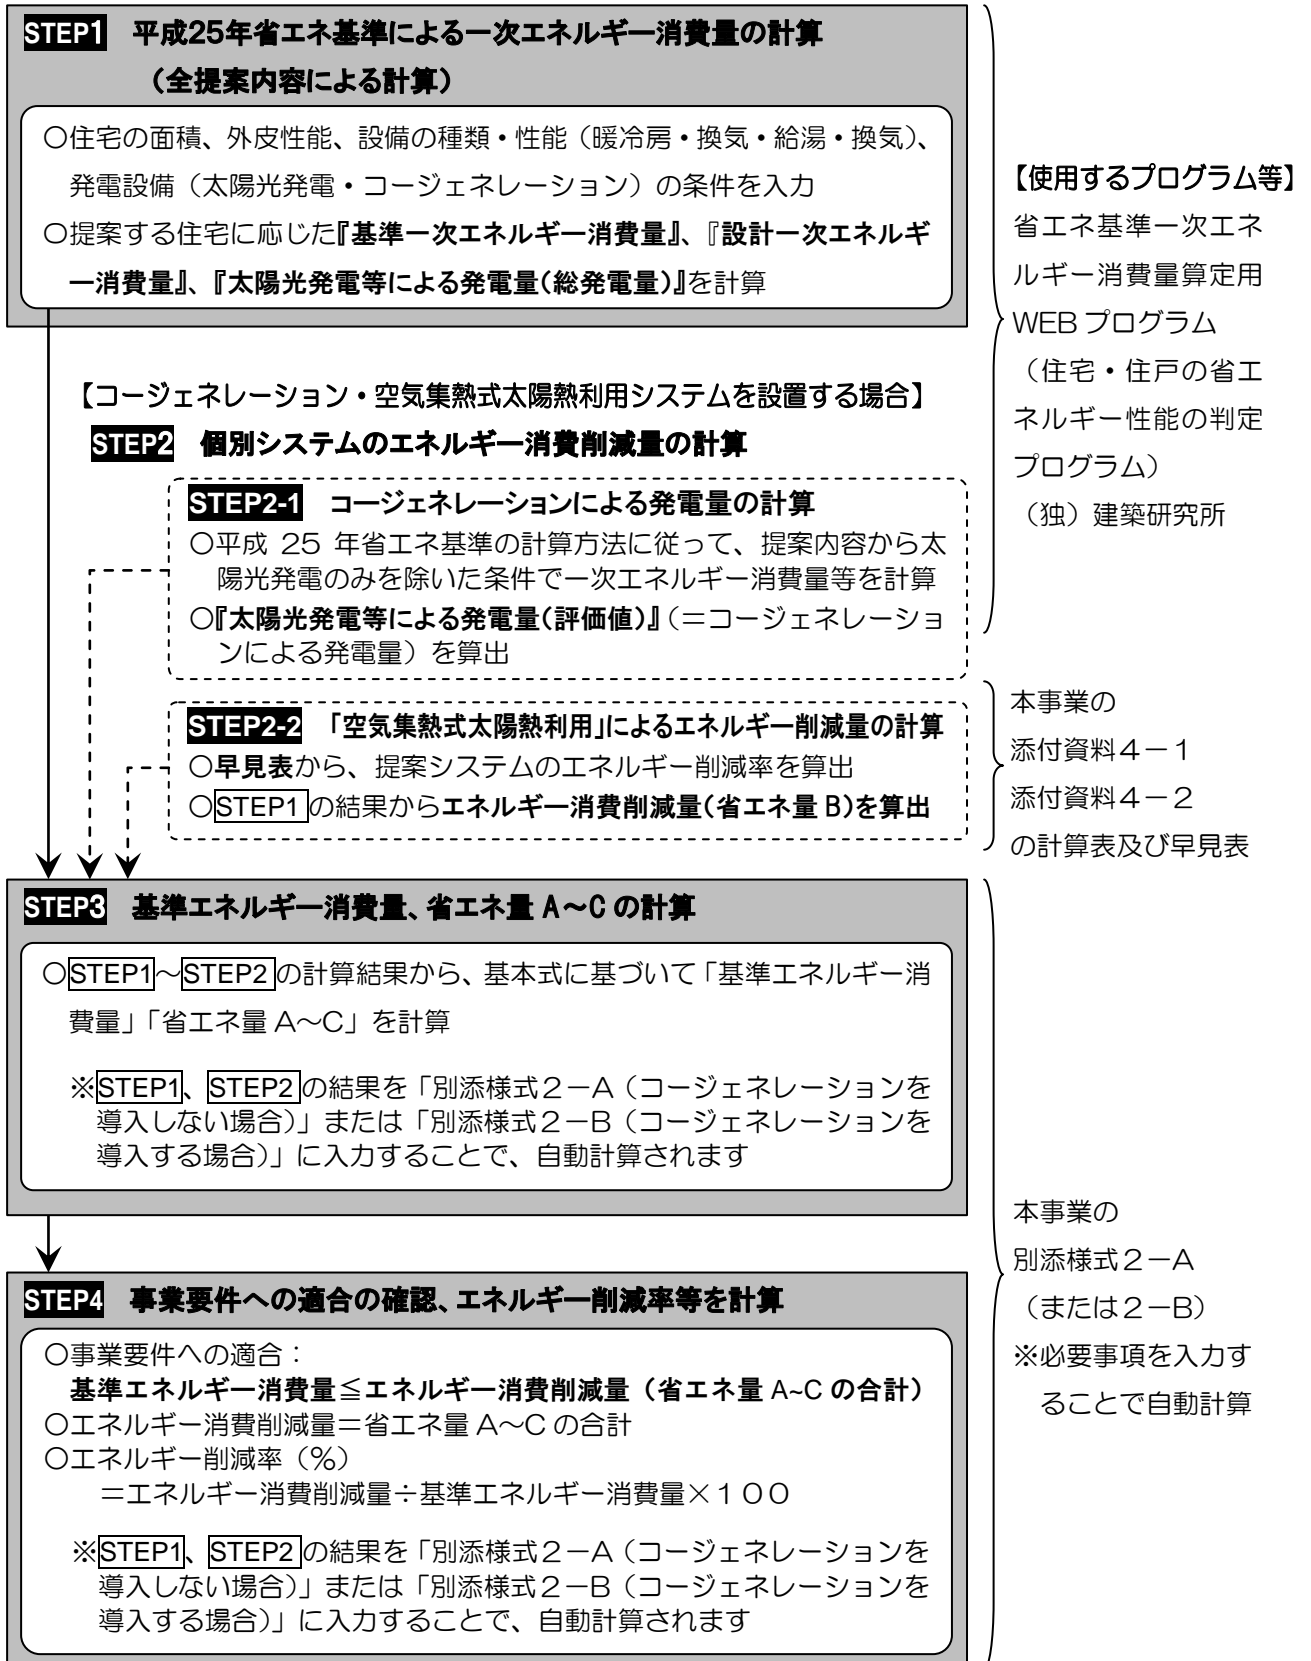 STEP1 平成25年省エネ基準による一次エネルギー消費量の計算
（全提案内容による計算）
○住宅の面積、外皮性能、設備の種類・性能（暖冷房・換気・給湯・換気）、
発電設備（太陽光発電・コージェネレーション）の条件を入力
○提案する住宅に応じた『基準一次エネルギー消費量』、『設計一次エネルギ
ー消費量』、『太陽光発電等による発電量（総発電量）』を計算
【使用するプログラム等】
省エネ基準一次エネ
ルギー消費量算定用
WEB プログラム
（住宅・住戸の省エ
ネルギー性能の判定
プログラム）
（独）建築研究所
【コージェネレーション・空気集熱式太陽熱利用システムを設置する場合】
STEP2 個別システムのエネルギー消費削減量の計算
STEP2-1 コージェネレーションによる発電量の計算
○平成 25 年省エネ基準の計算方法に従って、提案内容から太
陽光発電のみを除いた条件で一次エネルギー消費量等を計算
○『太陽光発電等による発電量（評価値）』（＝コージェネレーショ
ンによる発電量）を算出
STEP2-2 「空気集熱式太陽熱利用」によるエネルギー削減量の計算
○早見表から、提案システムのエネルギー削減率を算出
○STEP1 の結果からエネルギー消費削減量（省エネ量 B）を算出
本事業の
添付資料４－１
添付資料４－２
の計算表及び早見表
STEP3 基準エネルギー消費量、省エネ量 A～C の計算
○STEP1～STEP2 の計算結果から、基本式に基づいて「基準エネルギー消
費量」「省エネ量 A～C」を計算
※STEP1、STEP2 の結果を「別添様式２－A（コージェネレーションを
導入しない場合）」または「別添様式２－B（コージェネレーションを
導入する場合）」に入力することで、自動計算されます
STEP4 事業要件への適合の確認、エネルギー削減率等を計算
○事業要件への適合：
基準エネルギー消費量≦エネルギー消費削減量（省エネ量 A~C の合計）
○エネルギー消費削減量＝省エネ量 A～C の合計
○エネルギー削減率（％）
＝エネルギー消費削減量÷基準エネルギー消費量×１００
※STEP1、STEP2 の結果を「別添様式２－A（コージェネレーションを
導入しない場合）」または「別添様式２－B（コージェネレーションを
導入する場合）」に入力することで、自動計算されます
本事業の
別添様式２－A
（または２－B）
※必要事項を入力す
ることで自動計算